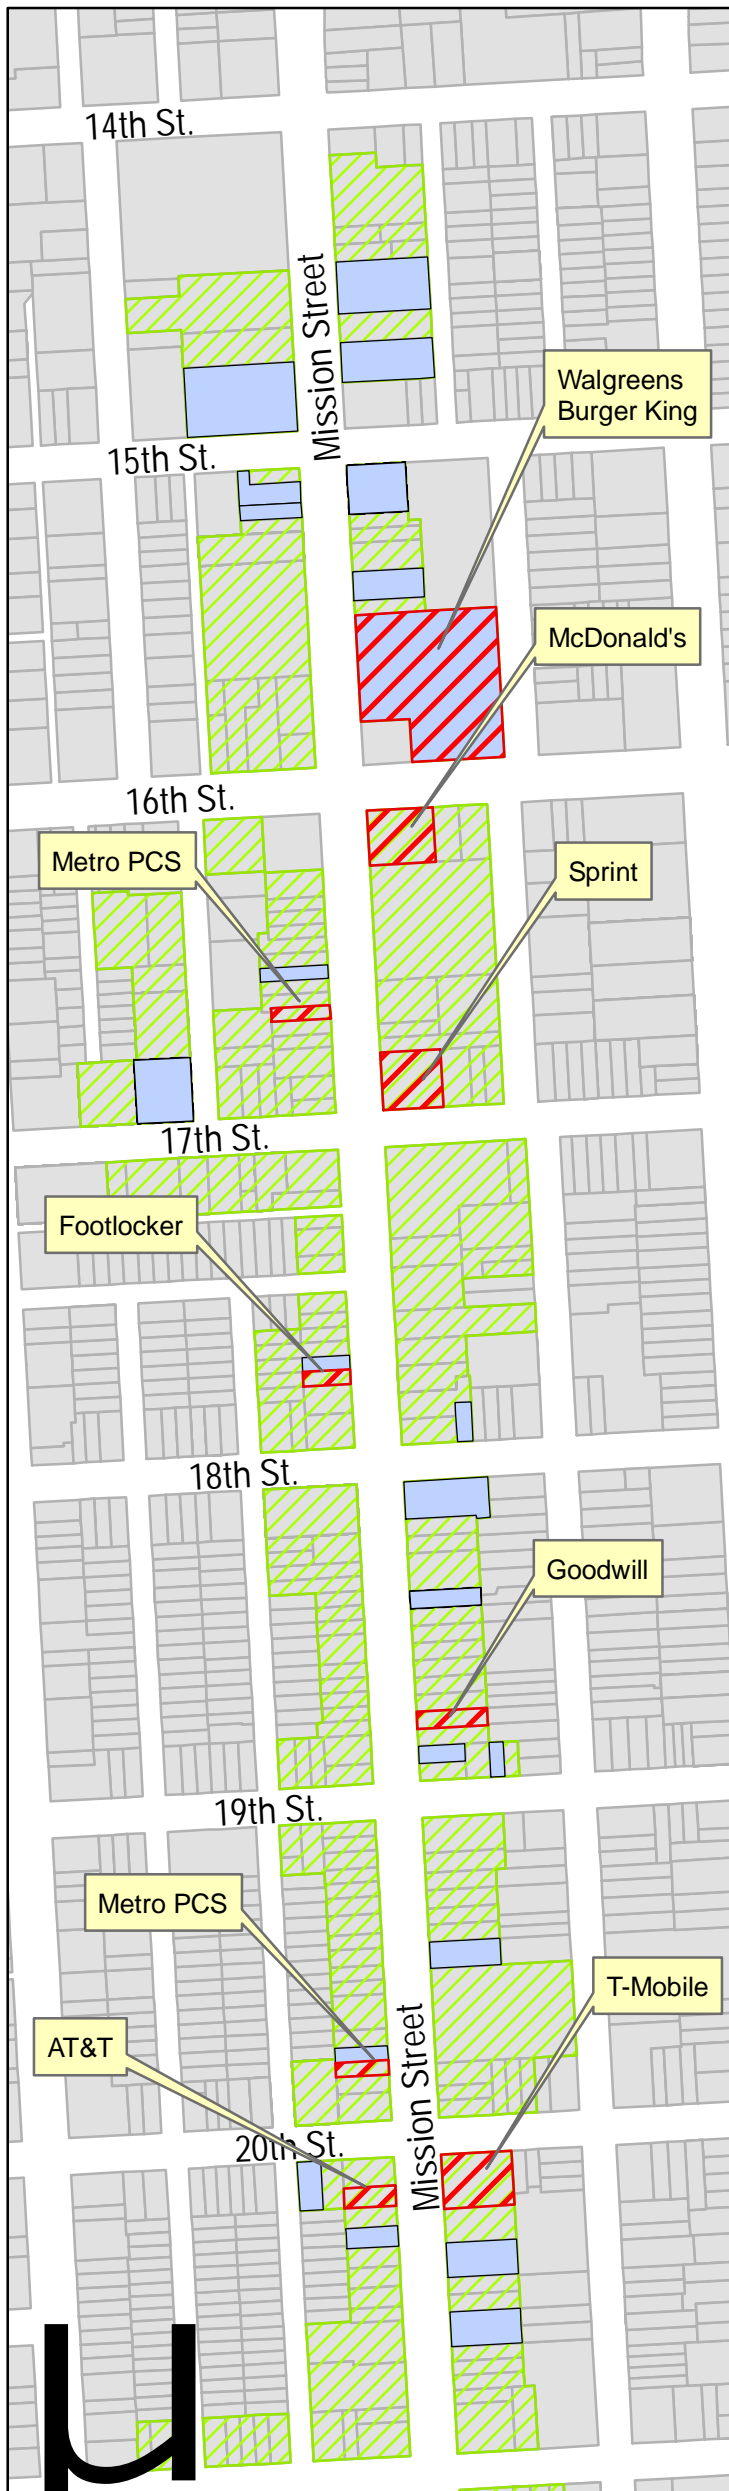 14th St.
Mission Street
Walgreens
Burger King
15th St.
McDonald's
16th St.
Metro PCS
Sprint
17th St.
Footlocker
18th St.
Goodwill
19th St.
Metro PCS
T-Mobile
AT&T
Mission Street
20th St.
µ